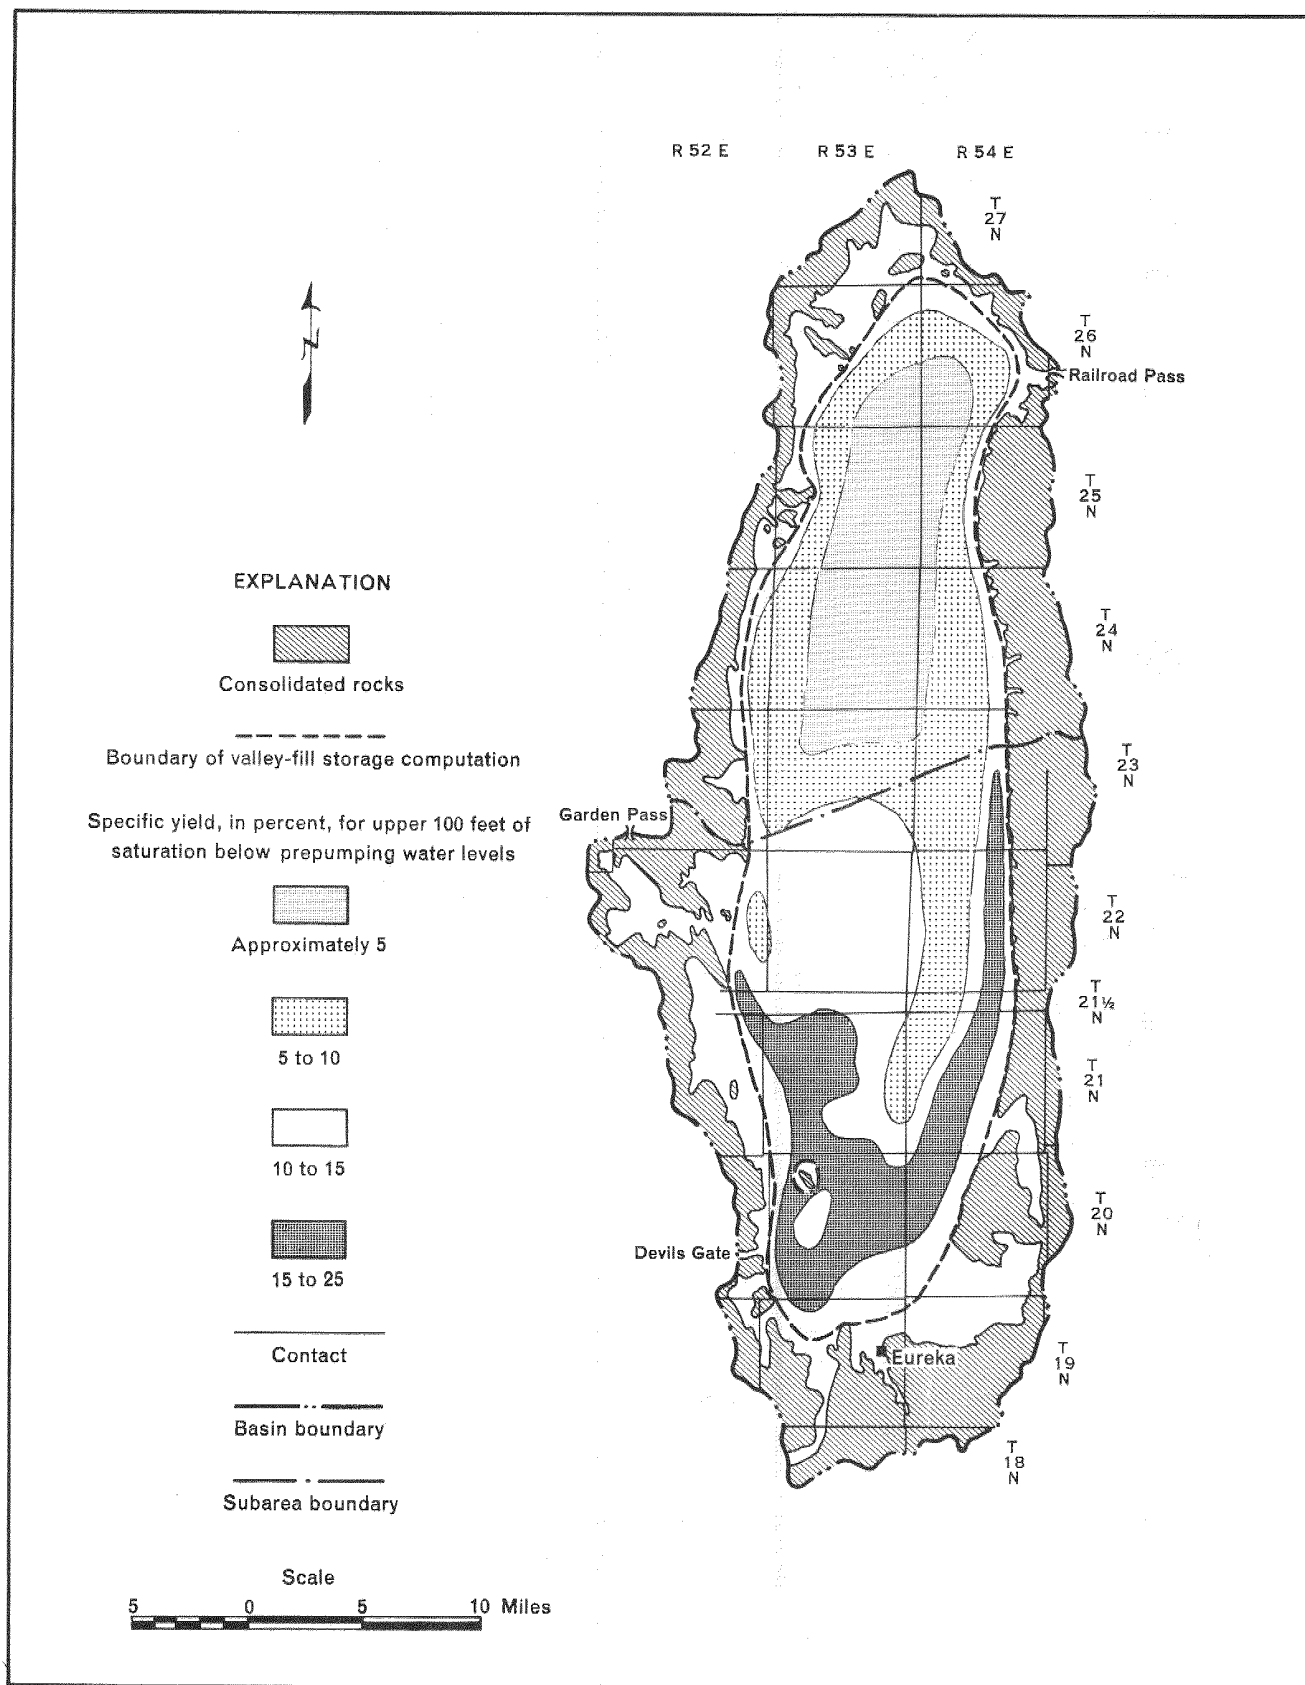 R 52 E R 53 E R 54 E
T
27
N
T
26
N
Railroad Pass
T
25
N
EXPLANATION
Consolidated rocks
Boundary of valley-fill storage computation
Specific yield, in percent, for upper 100 feet of
saturation below prepumping water levels
Approximately 5
5 to 10
10 to 15
15 to 25
Contact
Basin boundary
Subarea boundary
Scale
5 0 5 10 Miles
N
T
24
N
T
23
N
Garden Pass
T
22
N
T
21½
N
T
21
N
T
20
N
Devils Gate
Eureka
T
19
N
T
18
N